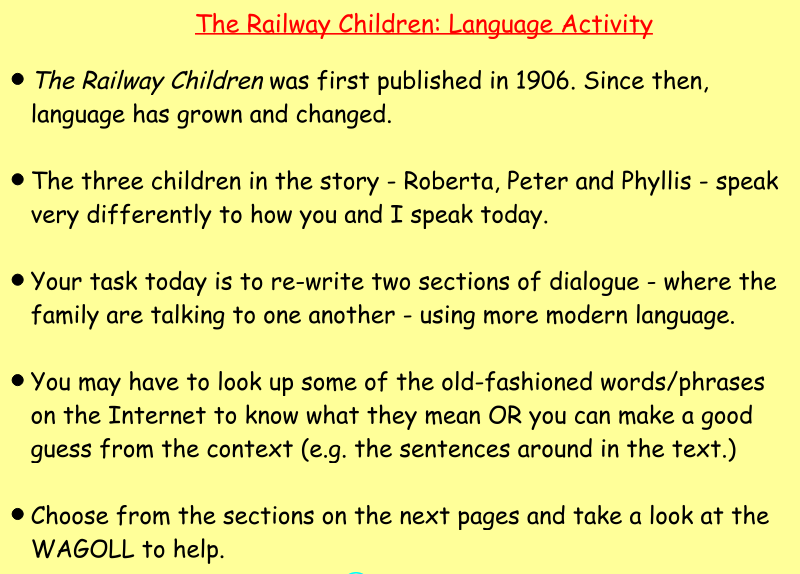 The Railway Children: Language Activity
• The Railway Children was first published in 1906. Since then,
language has grown and changed.
• The three children in the story - Roberta, Peter and Phyllis - speak
very differently to how you and I speak today.
• Your task today is to re-write two sections of dialogue - where the
family are talking to one another - using more modern language.
• You may have to look up some of the old-fashioned words/phrases
on the Internet to know what they mean OR you can make a good
guess from the context (e.g. the sentences around in the text.)
• Choose from the sections on the next pages and take a look at the
WAGOLL to help.